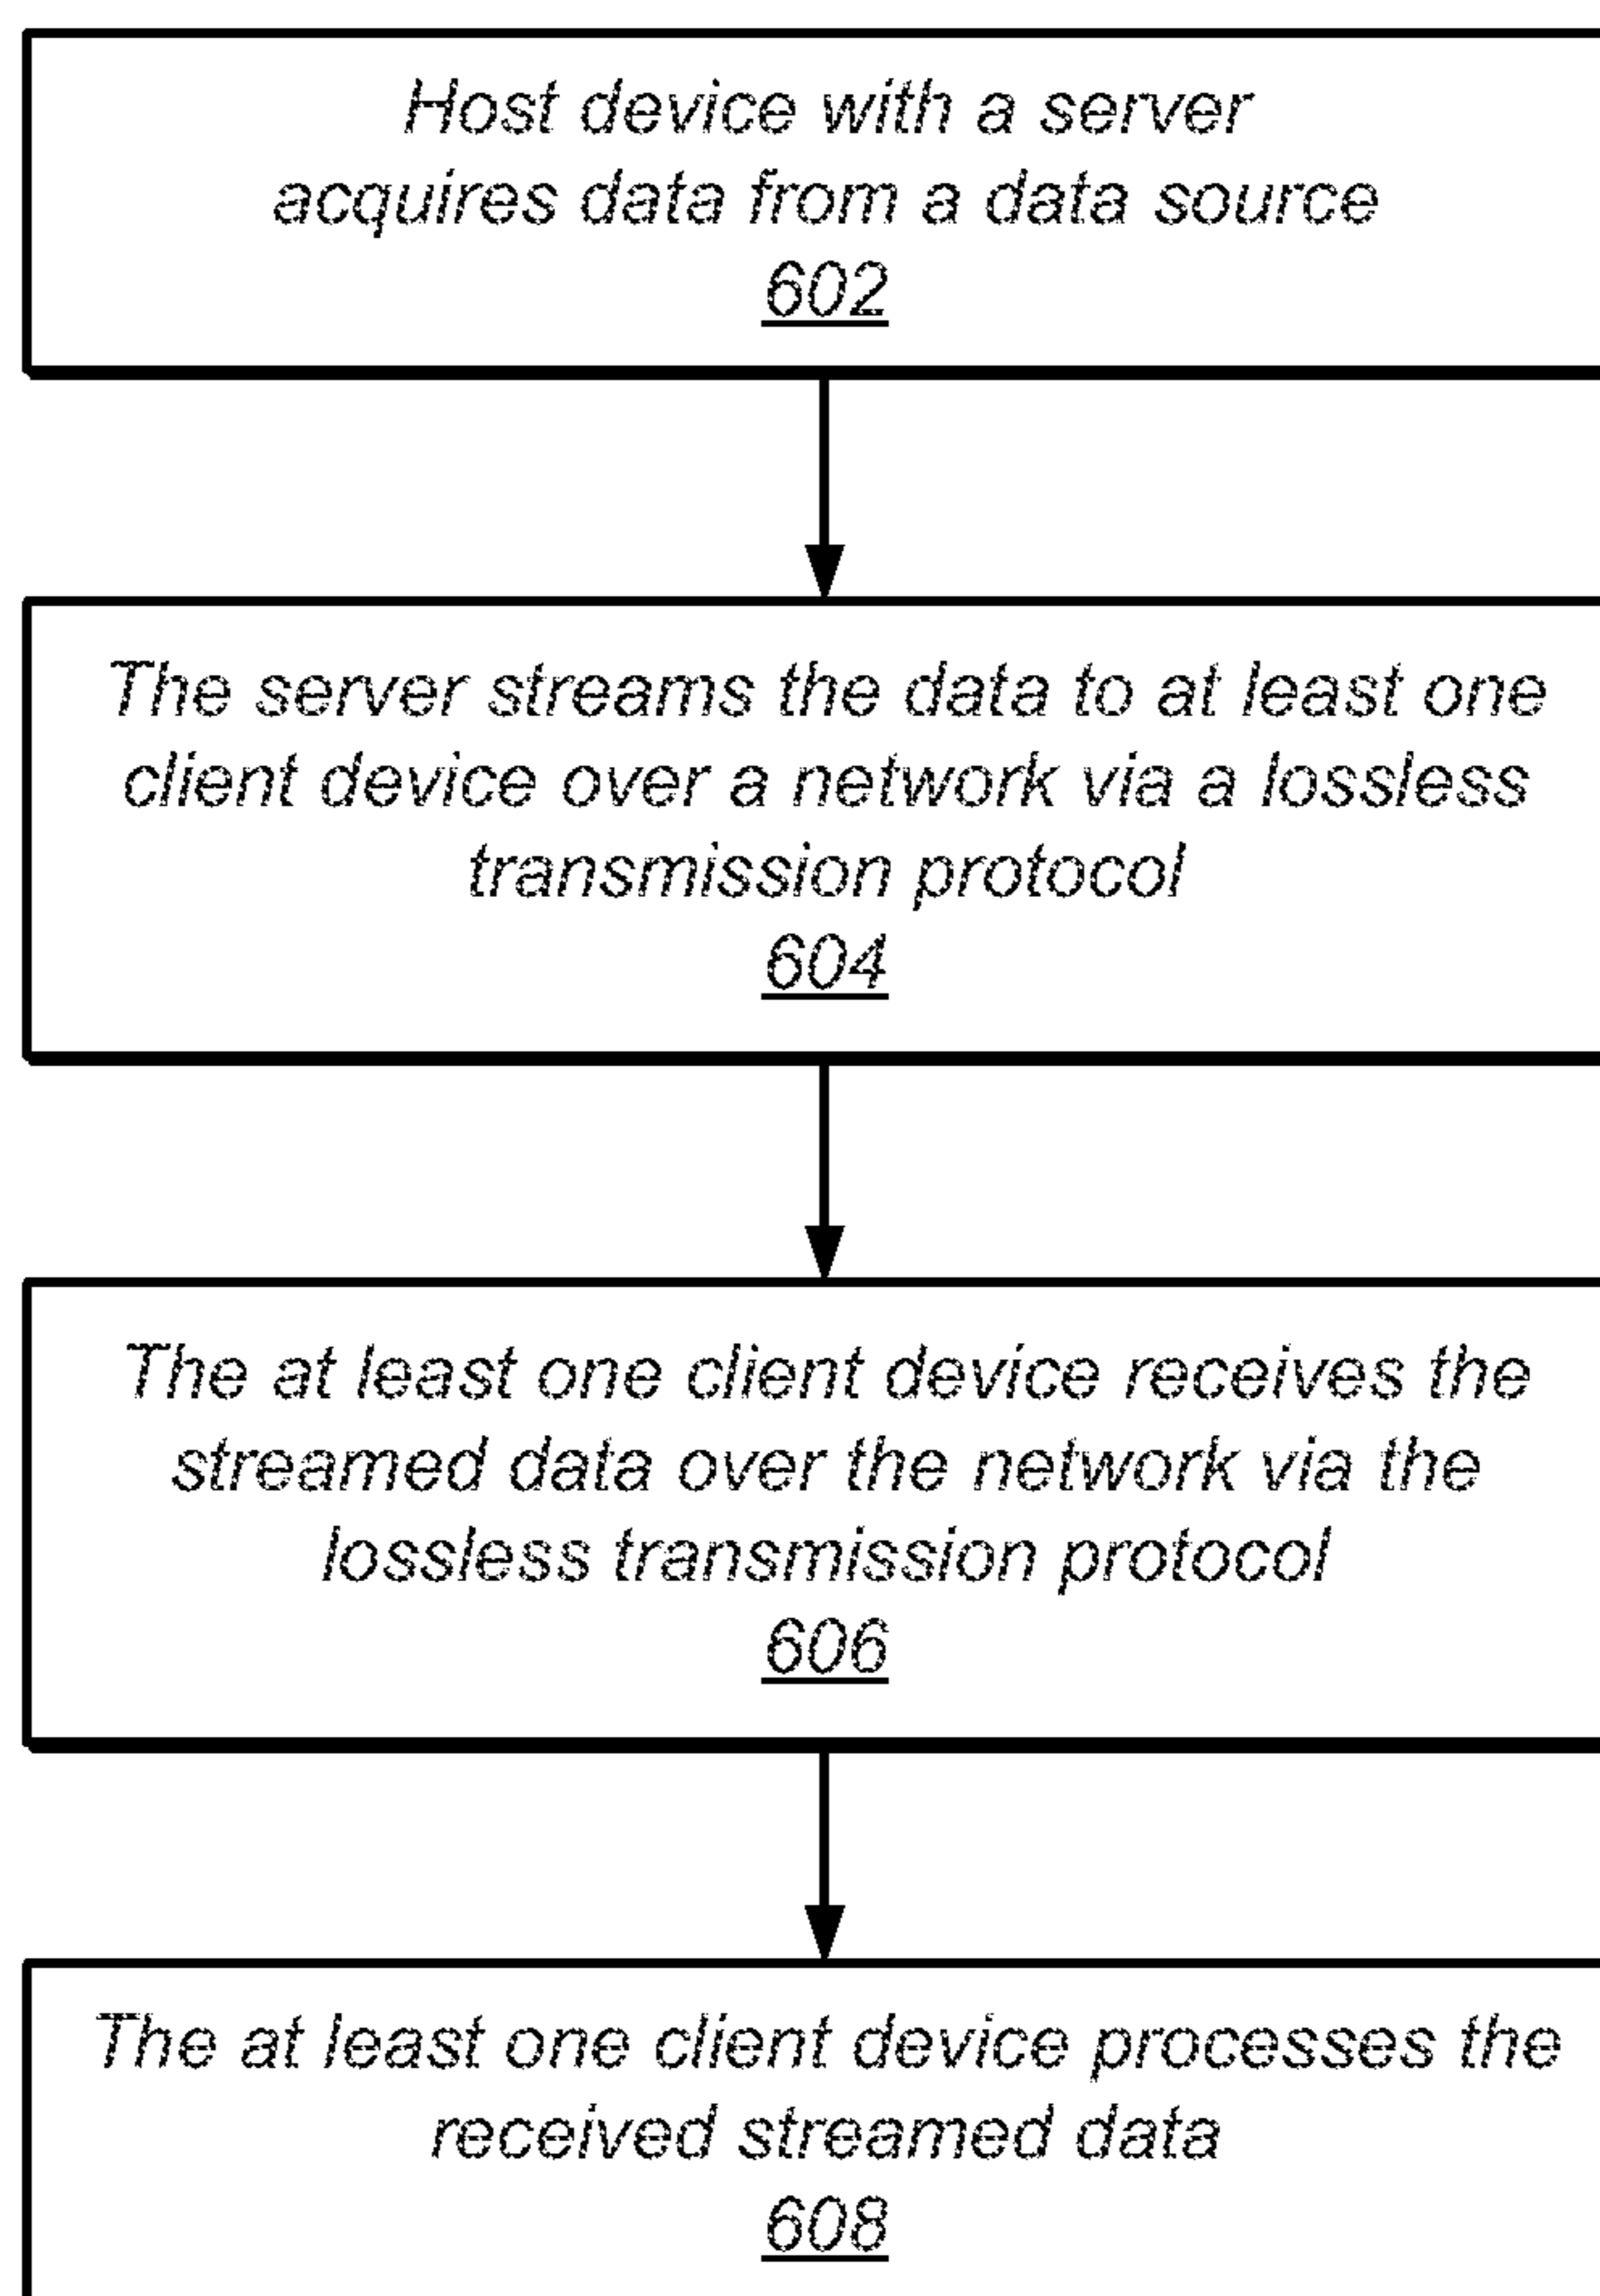 Host device with a server
acquires data from a data source
602
The server streams the data to at least one
client device over a network via a lossless
transmission protocol
604
The at least one client device receives the
streamed data over the network via the
lossless transmission protocol
606
The at least one client device processes the
received streamed data
608